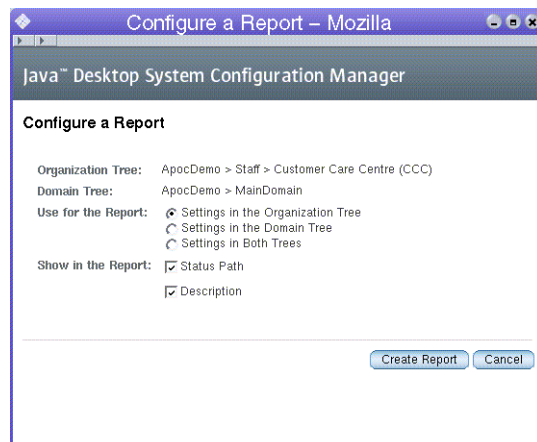 Configure a Report – Mozilla
Java™ Desktop System Configuration Manager
Configure a Report
Organization Tree: ApocDemo > Staff > Customer Care Centre (CCC)
Domain Tree: ApocDemo > MainDomain
Use for the Report: Settings in the Organization Tree
Settings in the Domain Tree
Settings in Both Trees
Show in the Report: Status Path
Description
Create Report Cancel